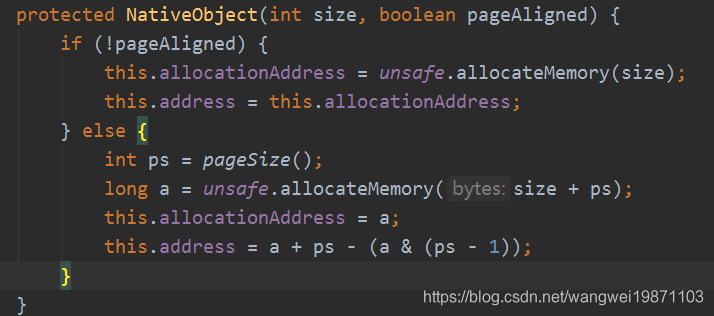 protected NativeObject(int size, boolean pageAligned) {
if (!pageAligned) {
this.allocationAddress = unsafe.allocateMemory(size);
this.address = this.allocationAddress;
} else {
int ps = pageSize();
long a = unsafe.allocateMemory( bytes: size + ps);
this.allocationAddress = a;
this.address = a + ps - (a & (ps - 1));
}
}
https://blog.csdn.net/wangwei19871103